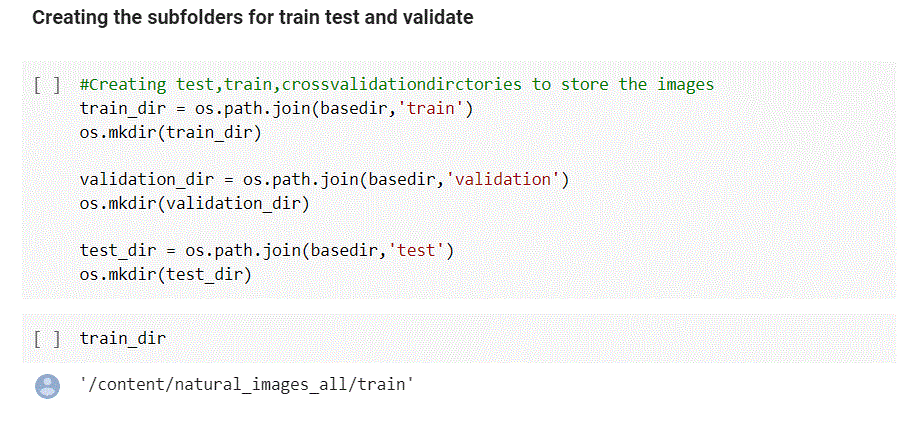 Creating the subfolders for train test and validate
[ ] #Creating test,train,crossvalidationdirctories to store the images
train_dir = os.path.join(basedir,'train')
os.mkdir(train_dir)
validation_dir = os.path.join(basedir,'validation')
os.mkdir(validation_dir)
test_dir = os.path.join(basedir,'test')
os.mkdir(test_dir)
[ ] train_dir
'/content/natural_images_all/train'